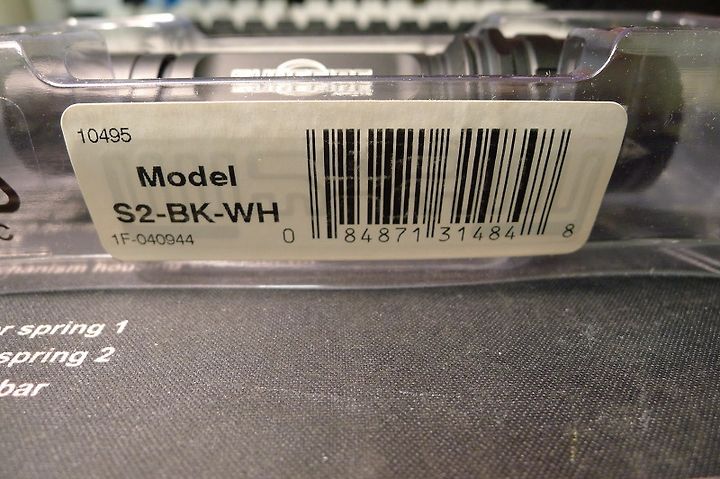 10495
Model
S2-BK-WH
1F-040944
0 84871 31484 8
C
r spring 1
spring 2
bar